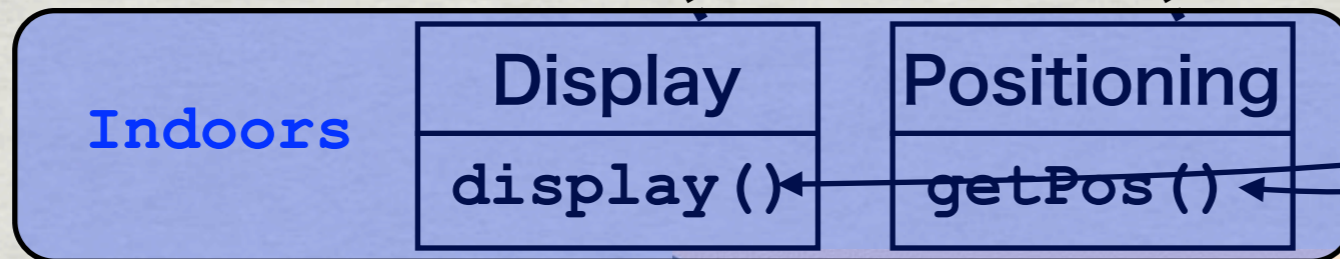 Display Positioning
Indoors
display() getPos()